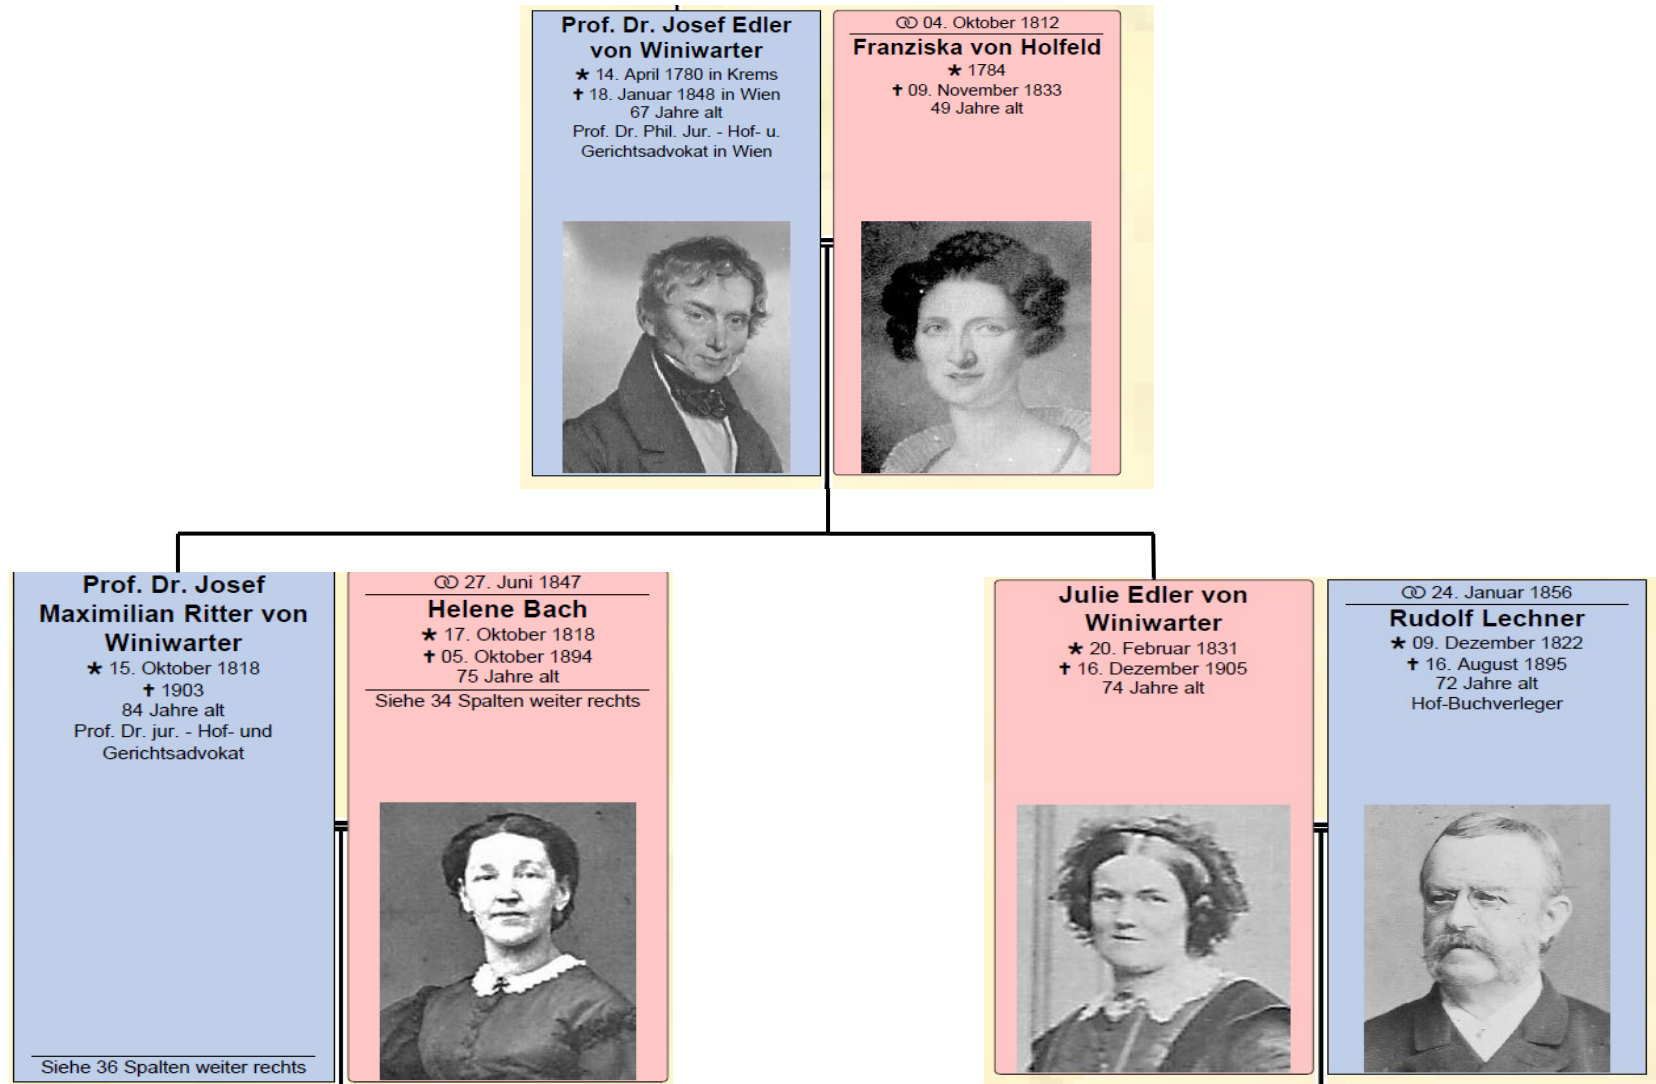 Prof. Dr. Josef Edler
von Winiwarter
★ 14. April 1780 in Krems
✝ 18. Januar 1848 in Wien
67 Jahre alt
Prof. Dr. Phil. Jur. - Hof- u.
Gerichtsadvokat in Wien
⚭ 04. Oktober 1812
Franziska von Holfeld
★ 1784
✝ 09. November 1833
49 Jahre alt
Prof. Dr. Josef
Maximilian Ritter von
Winiwarter
★ 15. Oktober 1818
✝ 1903
84 Jahre alt
Prof. Dr. jur. - Hof- und
Gerichtsadvokat
Siehe 36 Spalten weiter rechts
⚭ 27. Juni 1847
Helene Bach
★ 17. Oktober 1818
✝ 05. Oktober 1894
75 Jahre alt
Siehe 34 Spalten weiter rechts
Julie Edler von
Winiwarter
★ 20. Februar 1831
✝ 16. Dezember 1905
74 Jahre alt
⚭ 24. Januar 1856
Rudolf Lechner
★ 09. Dezember 1822
✝ 16. August 1895
72 Jahre alt
Hof-Buchverleger